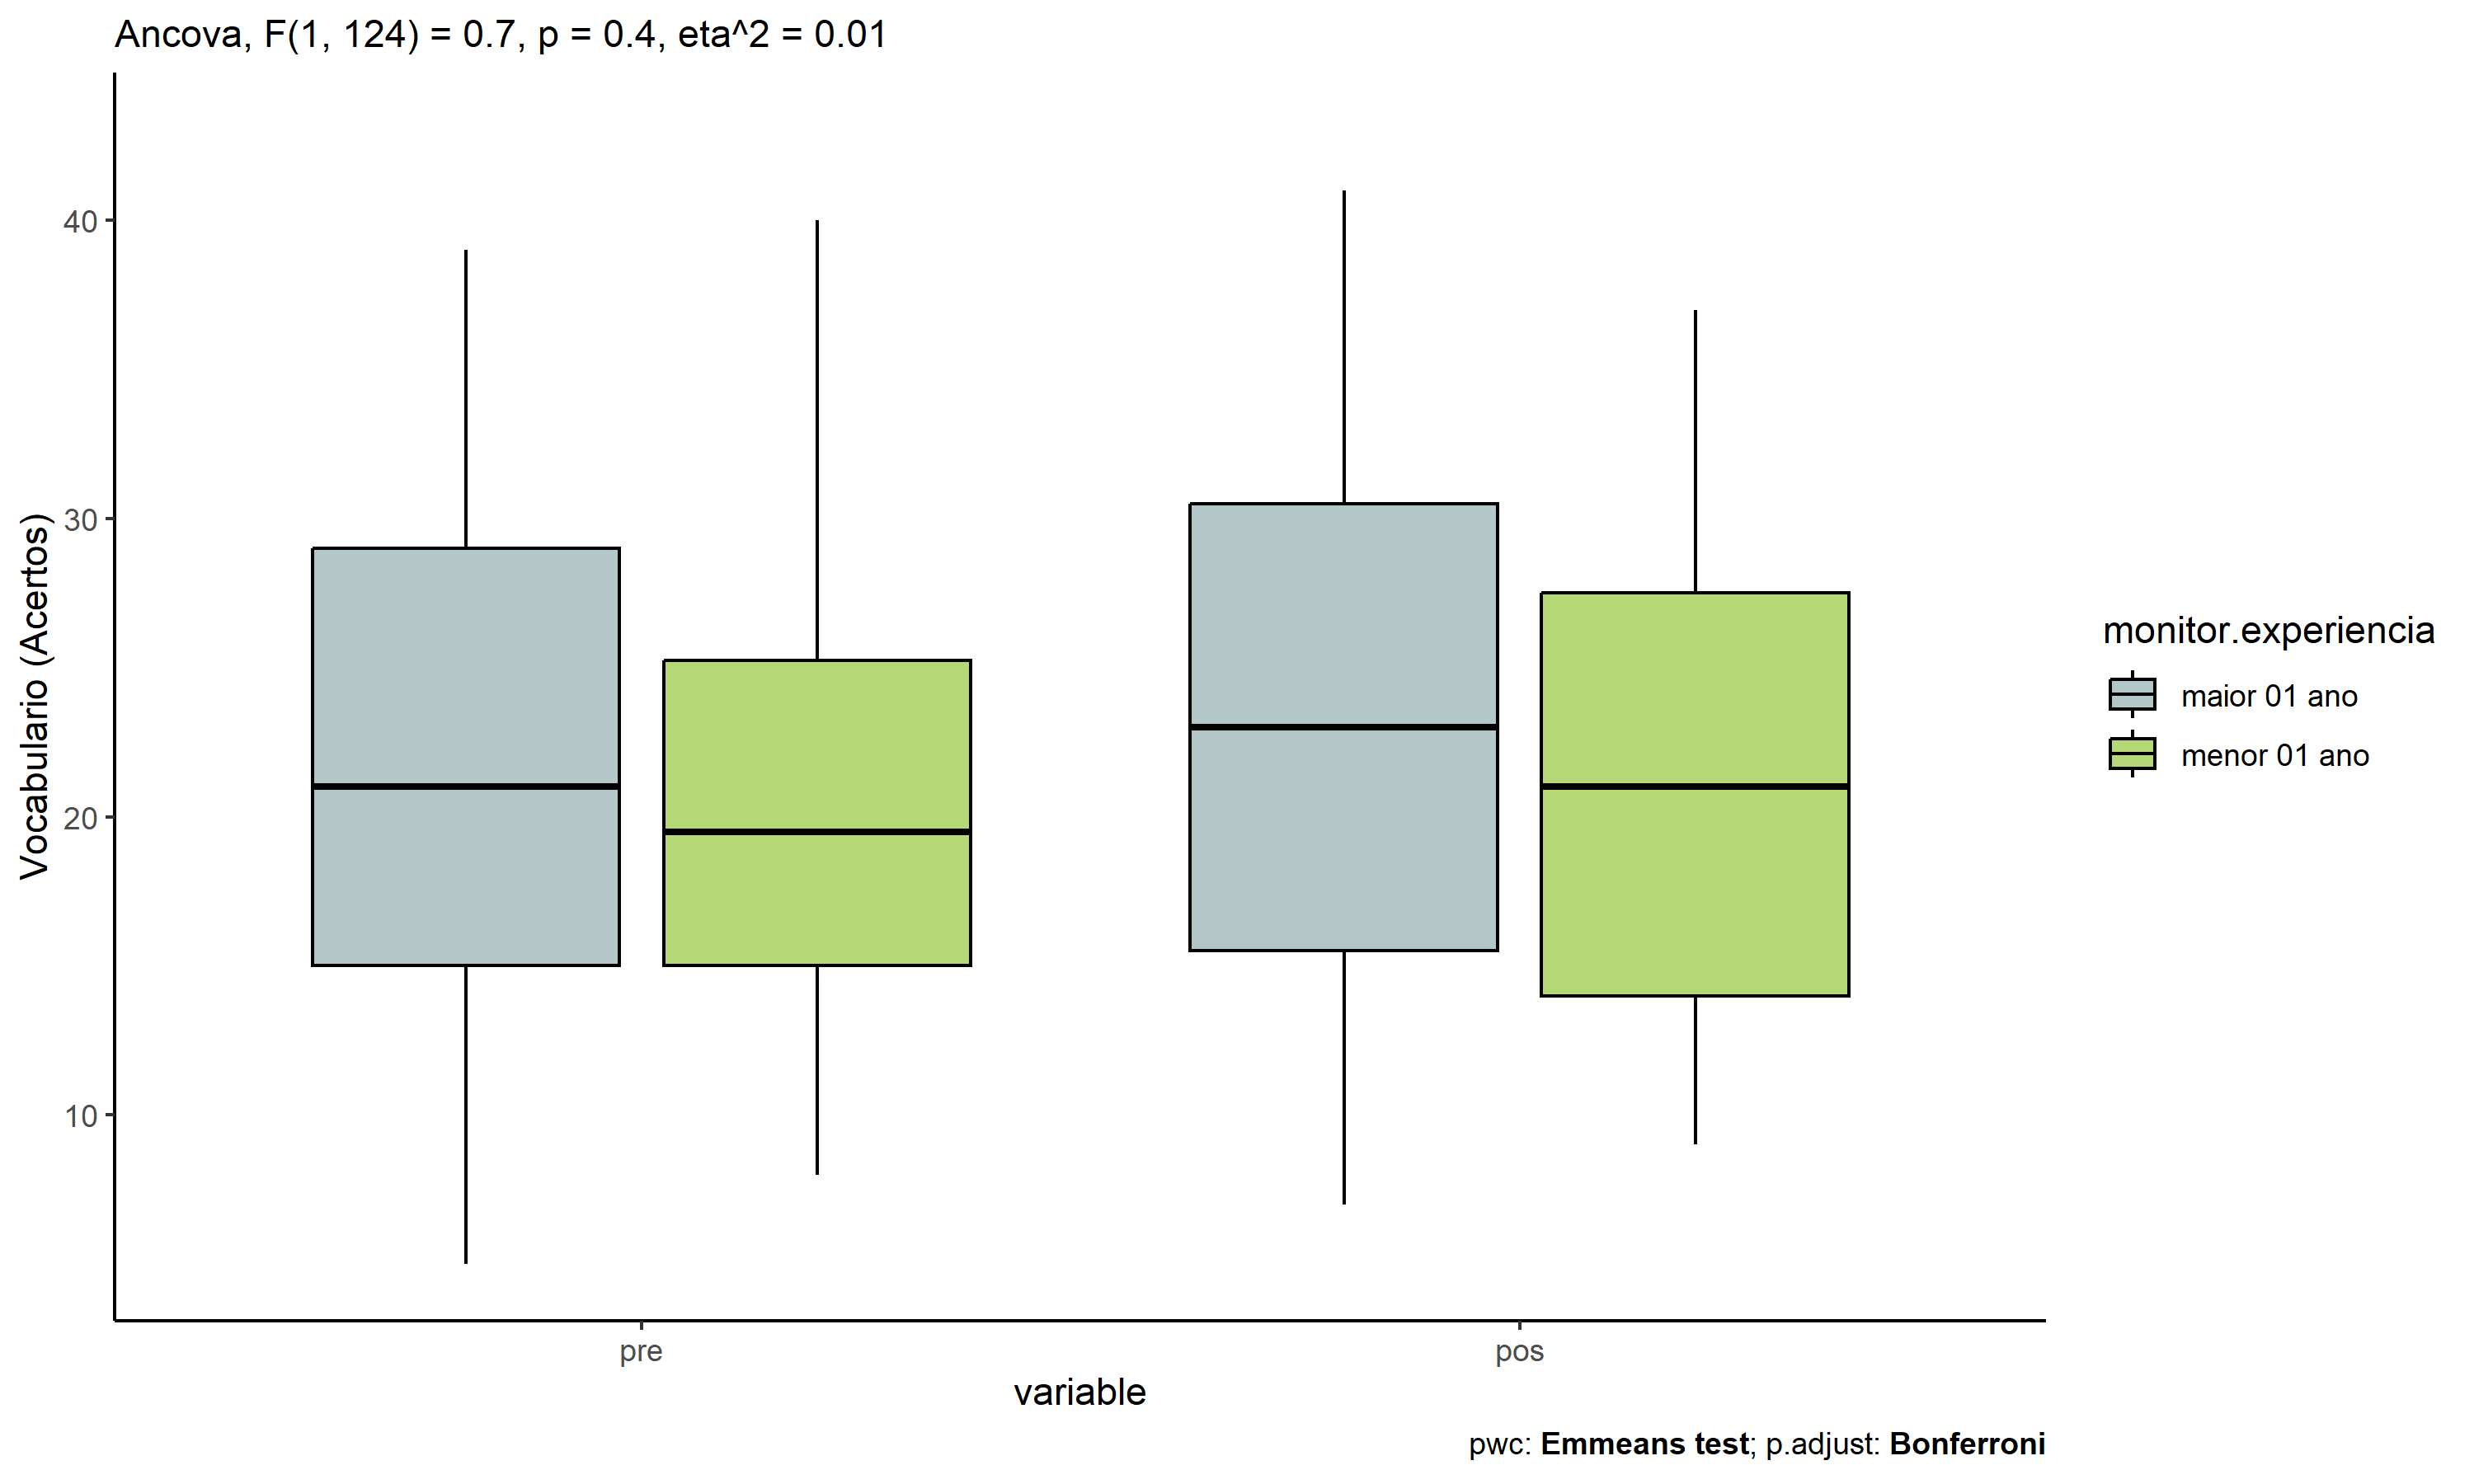 Ancova, F(1, 124) = 0.7, p = 0.4, eta^2 = 0.01
Vocabulario (Acertos)
40
30
20
10
pre
pos
variable
monitor.experiencia
maior 01 ano
menor 01 ano
pwc: Emmeans test; p.adjust: Bonferroni